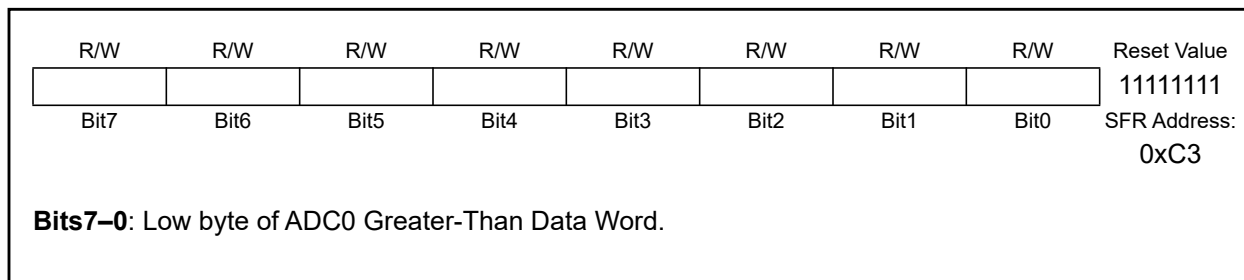 R/W R/W R/W R/W R/W R/W R/W R/W Reset Value
11111111
Bit7 Bit6 Bit5 Bit4 Bit3 Bit2 Bit1 Bit0 SFR Address:
0xC3
Bits7–0: Low byte of ADC0 Greater-Than Data Word.